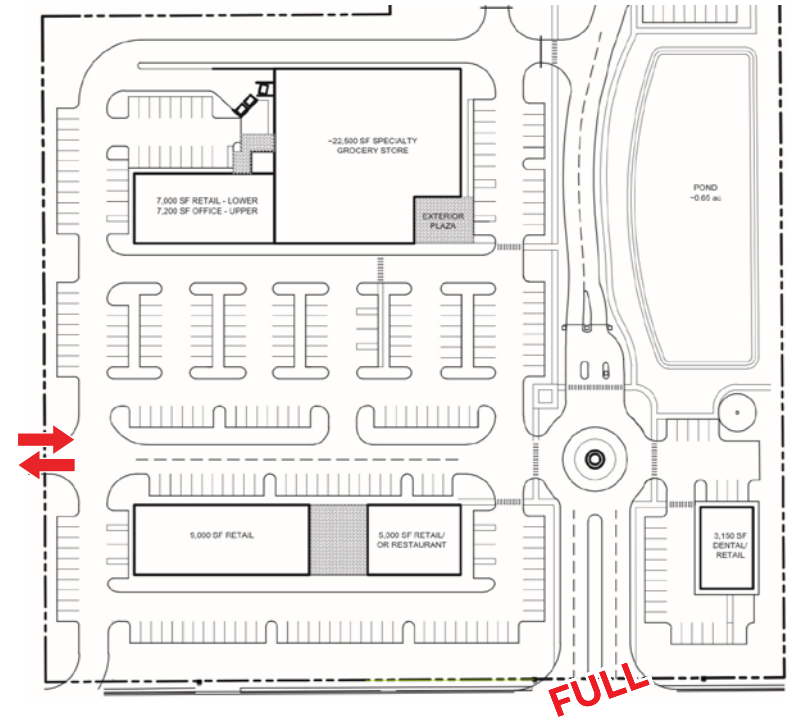 ~22,500 SF SPECIALTY
GROCERY STORE
POND
~0.65 ac
7,000 SF RETAIL - LOWER
7,200 SF OFFICE - UPPER
EXTERIOR
PLAZA
9,000 SF RETAIL
5,000 SF RETAIL/
OR RESTAURANT
3,150 SF
DENTAL/
RETAIL
FULL